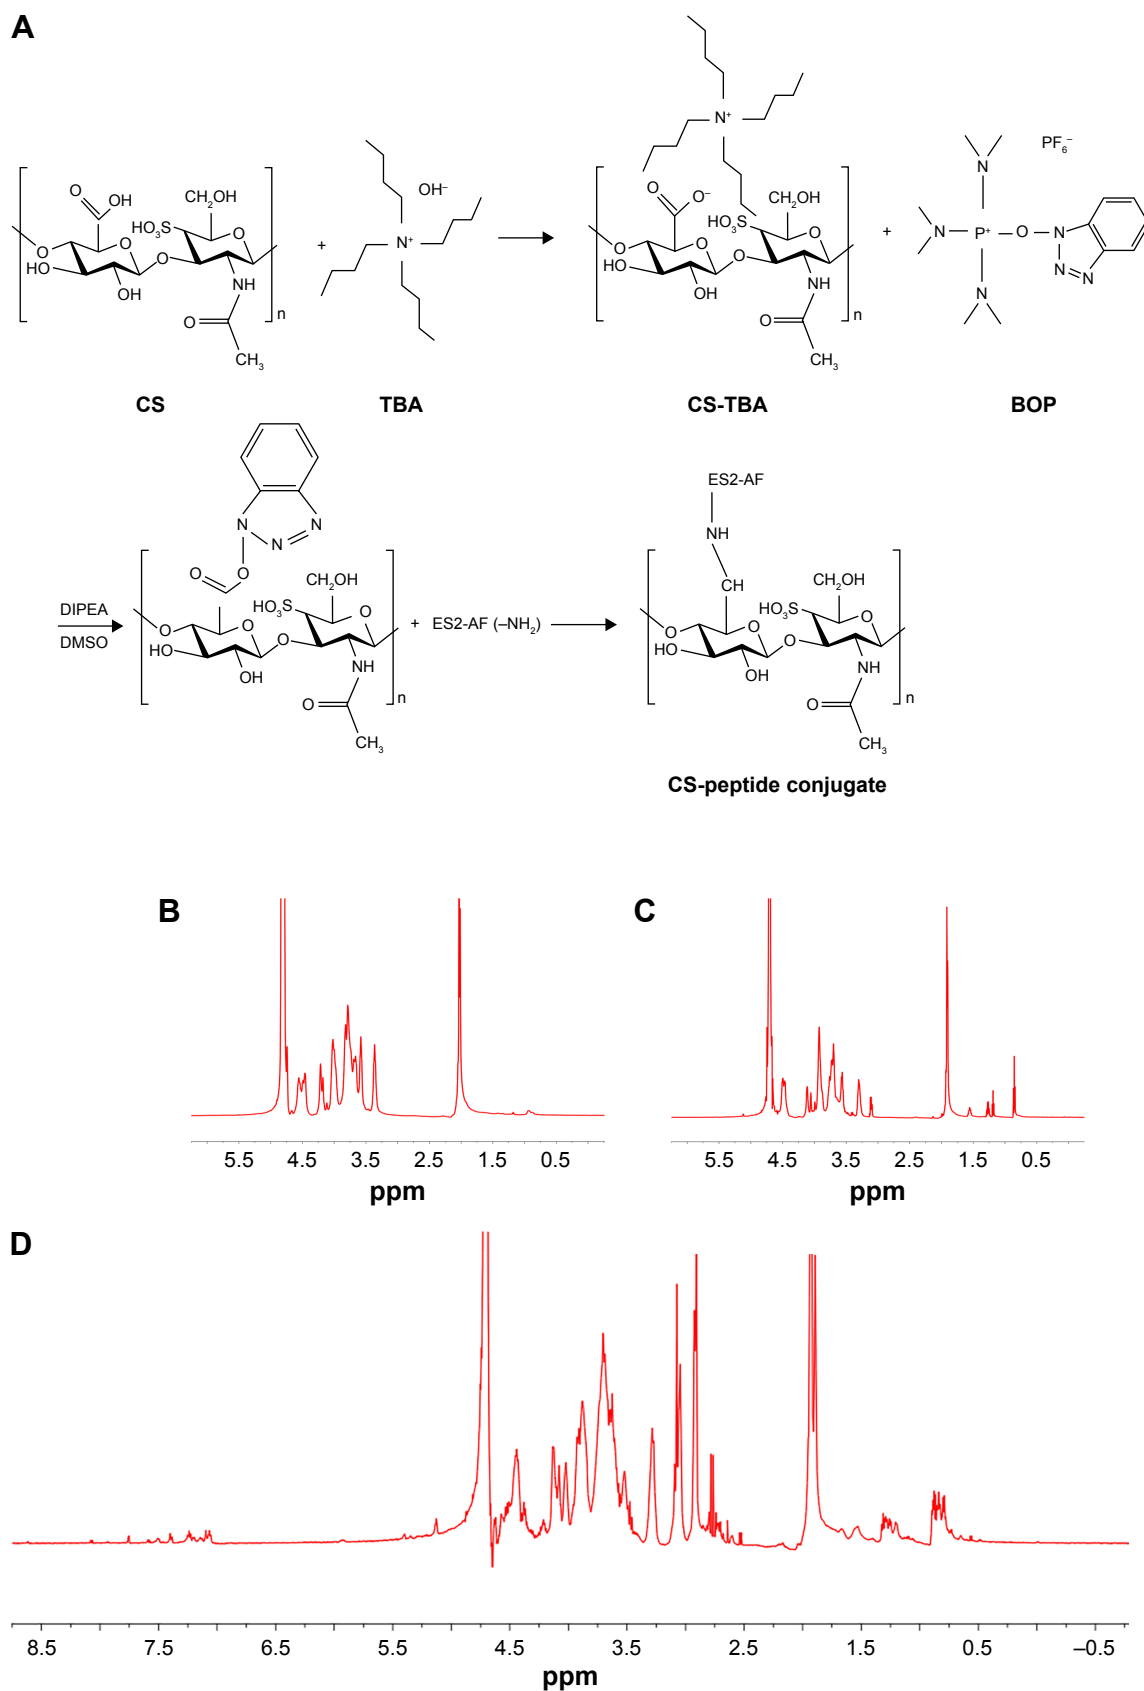 A
PF₆⁻
N⁺
N
O
OH
CH₂OH
OH⁻
O
O⁻
CH₂OH
HO₃S
O
O
N⁺
HO₃S
O
O
N
P⁺
O
N
O
O
O
O
HO
OH
NH
HO
OH
NH
N
N
N
O
n
O
n
CH₃
CH₃
+
+
CS
TBA
CS-TBA
BOP
ES2-AF
N
N
N
NH
O
O
CH₂OH
CH
CH₂OH
DIPEA
DMSO
HO₃S
O
O
O
O
HO
OH
NH
O
n
CH₃
+ ES2-AF (–NH₂)
HO₃S
O
O
O
O
HO
OH
NH
O
n
CH₃
CS-peptide conjugate
B
5.5 4.5 3.5 2.5 1.5 0.5
ppm
C
5.5 4.5 3.5 2.5 1.5 0.5
ppm
D
8.5 7.5 6.5 5.5 4.5 3.5 2.5 1.5 0.5 –0.5
ppm